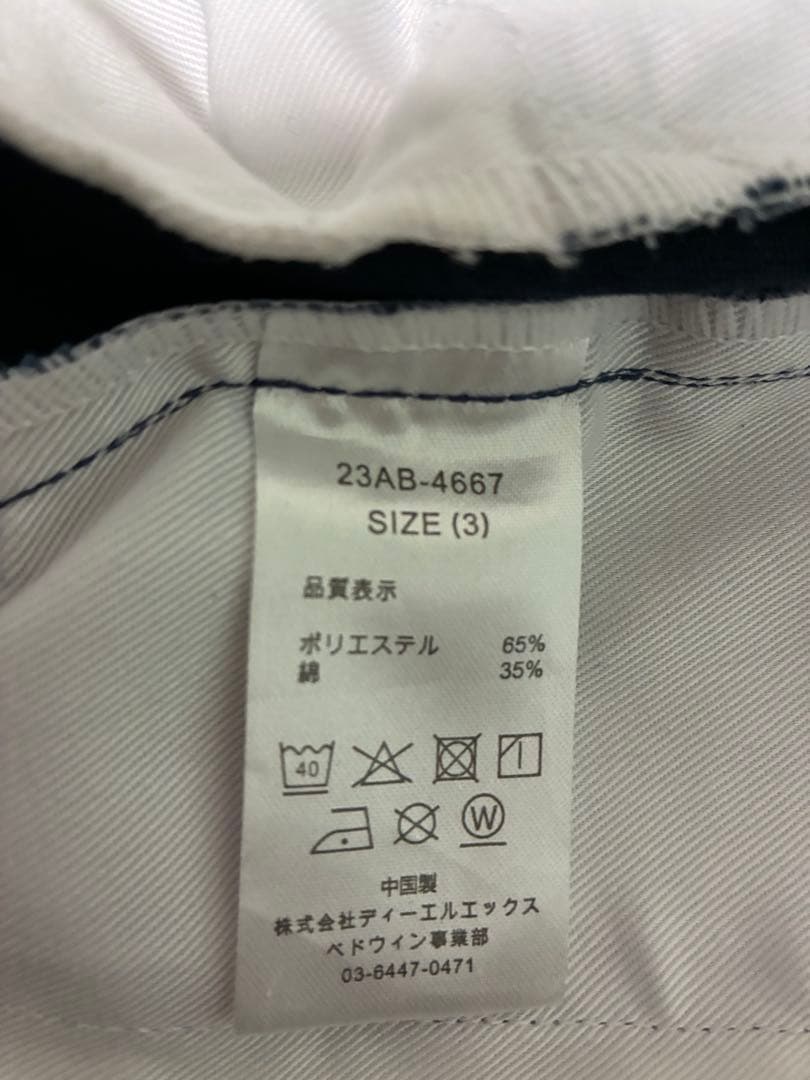 23AB-4667
SIZE (3)
品質表示
ポリエステル 65%
綿 35%
40
W
中国製
株式会社ディーエルエックス
ベドウィン事業部
03-6447-0471